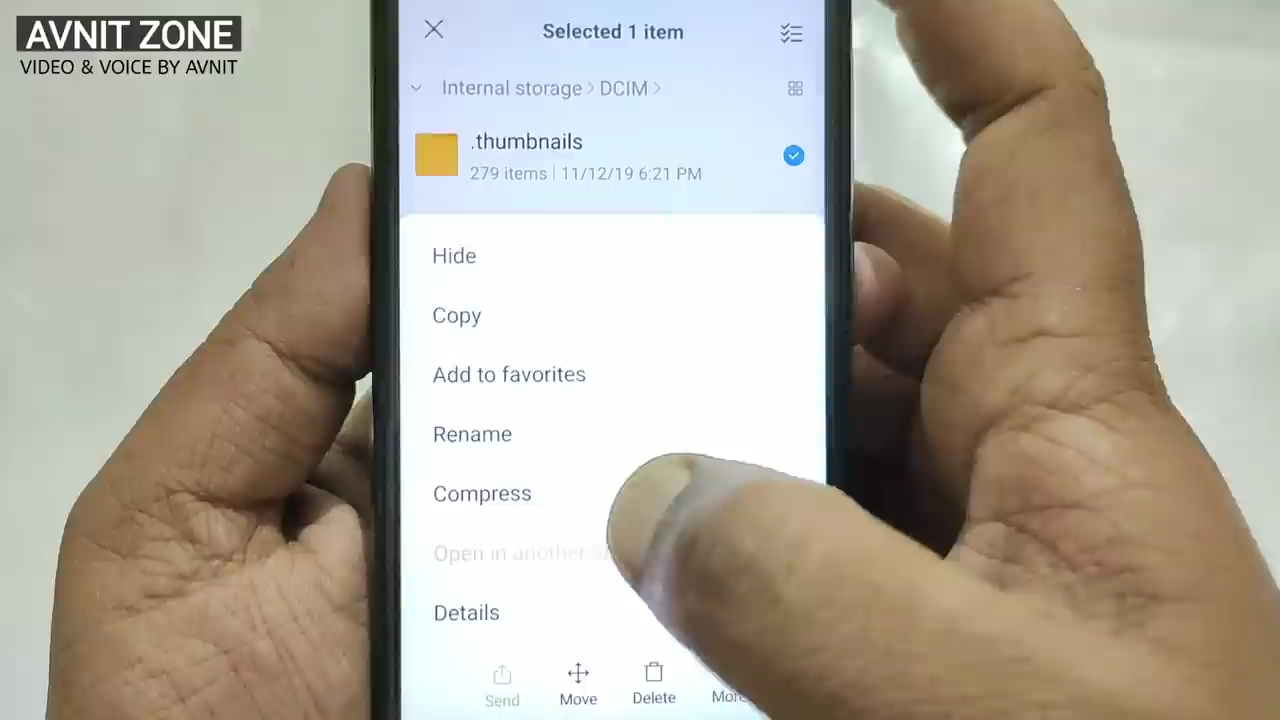 AVNIT ZONE
VIDEO & VOICE BY AVNIT
Selected 1 item
Internal storage > DCIM >
.thumbnails
279 items | 11/12/19 6:21 PM
Hide
Copy
Add to favorites
Rename
Compress
Open in another
Details
Send Move Delete More